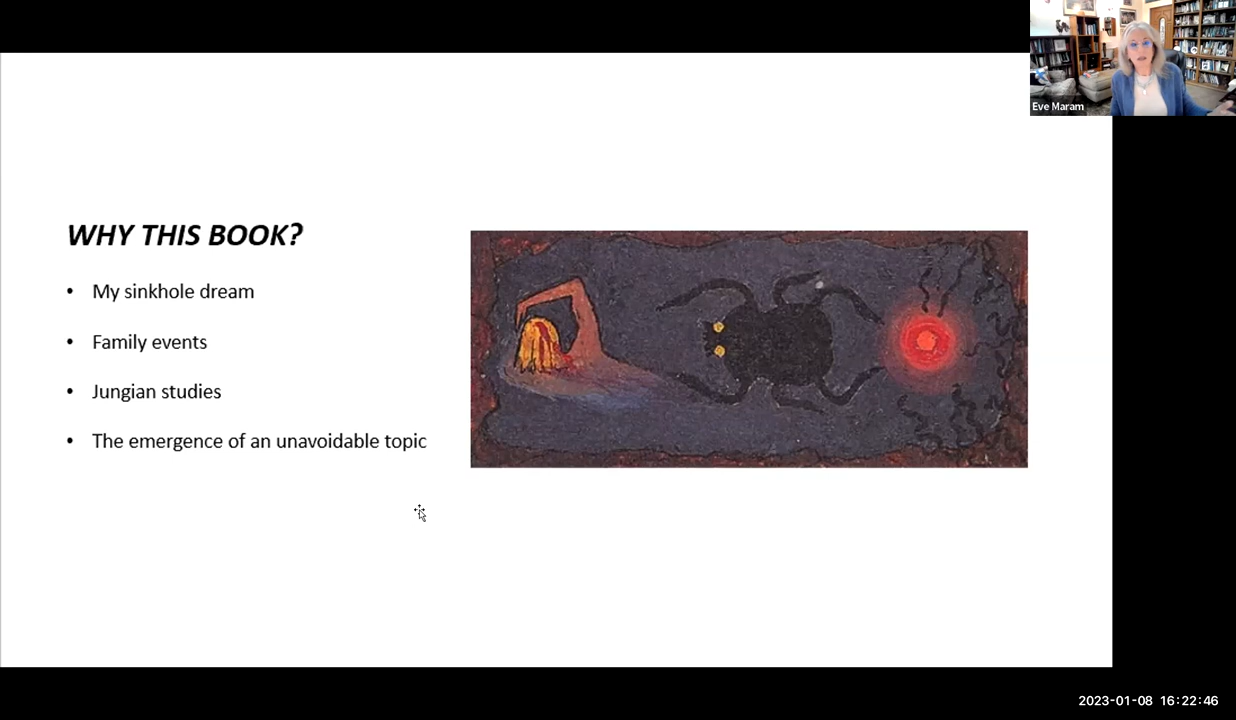 Eve Maram
WHY THIS BOOK?
• My sinkhole dream
• Family events
• Jungian studies
• The emergence of an unavoidable topic
2023-01-08 16:22:46